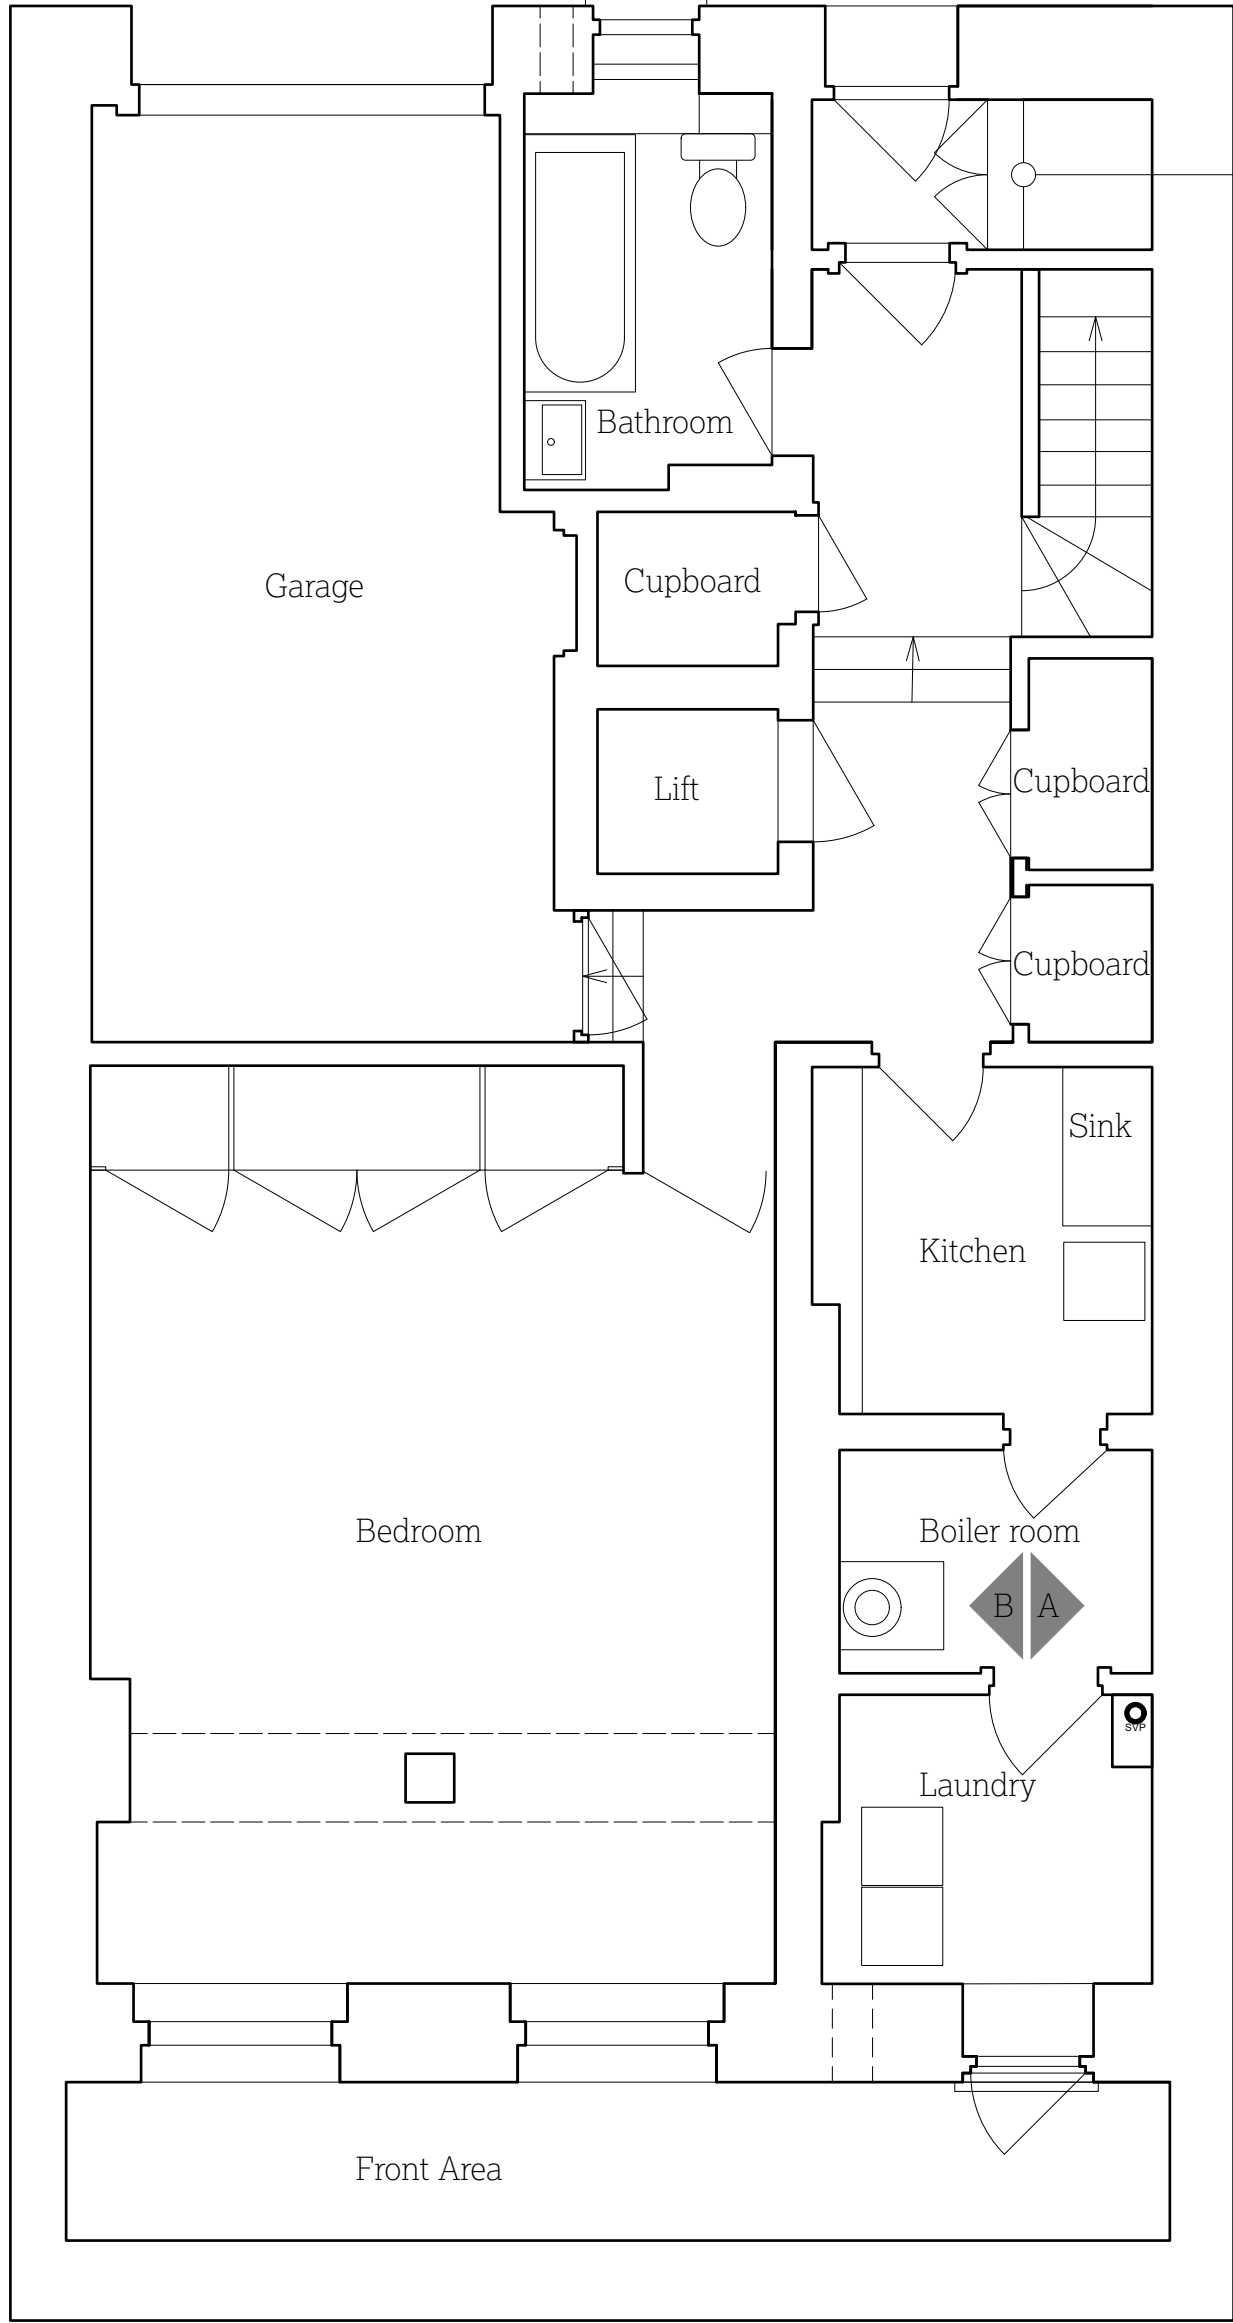 Bathroom
Garage
Cupboard
Lift
Cupboard
Cupboard
Sink
Kitchen
Bedroom
Boiler room
B A
SVP
Laundry
Front Area